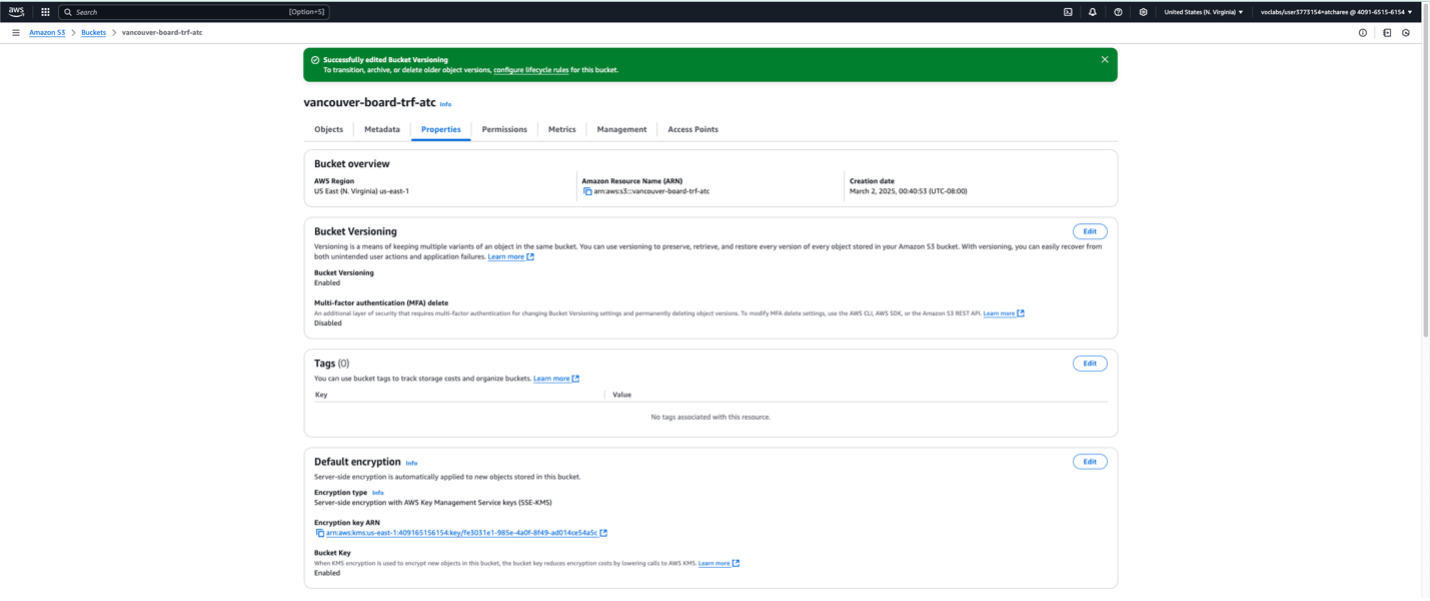 aws
Search [Option+S]
United States (N. Virginia) ▼ voclabs/user3773154=atcharee @ 4091-6515-6154 ▼
Amazon S3 > Buckets > vancouver-board-trf-atc
Successfully edited Bucket Versioning
To transition, archive, or delete older object versions, configure lifecycle rules for this bucket.
vancouver-board-trf-atc Info
Objects Metadata Properties Permissions Metrics Management Access Points
Bucket overview
AWS Region
US East (N. Virginia) us-east-1
Amazon Resource Name (ARN)
arn:aws:s3:::vancouver-board-trf-atc
Creation date
March 2, 2025, 00:40:53 (UTC-08:00)
Bucket Versioning
Edit
Versioning is a means of keeping multiple variants of an object in the same bucket. You can use versioning to preserve, retrieve, and restore every version of every object stored in your Amazon S3 bucket. With versioning, you can easily recover from
both unintended user actions and application failures. Learn more
Bucket Versioning
Enabled
Multi-factor authentication (MFA) delete
An additional layer of security that requires multi-factor authentication for changing Bucket Versioning settings and permanently deleting object versions. To modify MFA delete settings, use the AWS CLI, AWS SDK, or the Amazon S3 REST API. Learn more
Disabled
Tags (0)
Edit
You can use bucket tags to track storage costs and organize buckets. Learn more
Key Value
No tags associated with this resource.
Default encryption Info
Edit
Server-side encryption is automatically applied to new objects stored in this bucket.
Encryption type Info
Server-side encryption with AWS Key Management Service keys (SSE-KMS)
Encryption key ARN
arn:aws:kms:us-east-1:409165156154:key/fe3031e1-985e-4a0f-8f49-ad014ce54a5c
Bucket Key
When KMS encryption is used to encrypt new objects in this bucket, the bucket key reduces encryption costs by lowering calls to AWS KMS. Learn more
Enabled